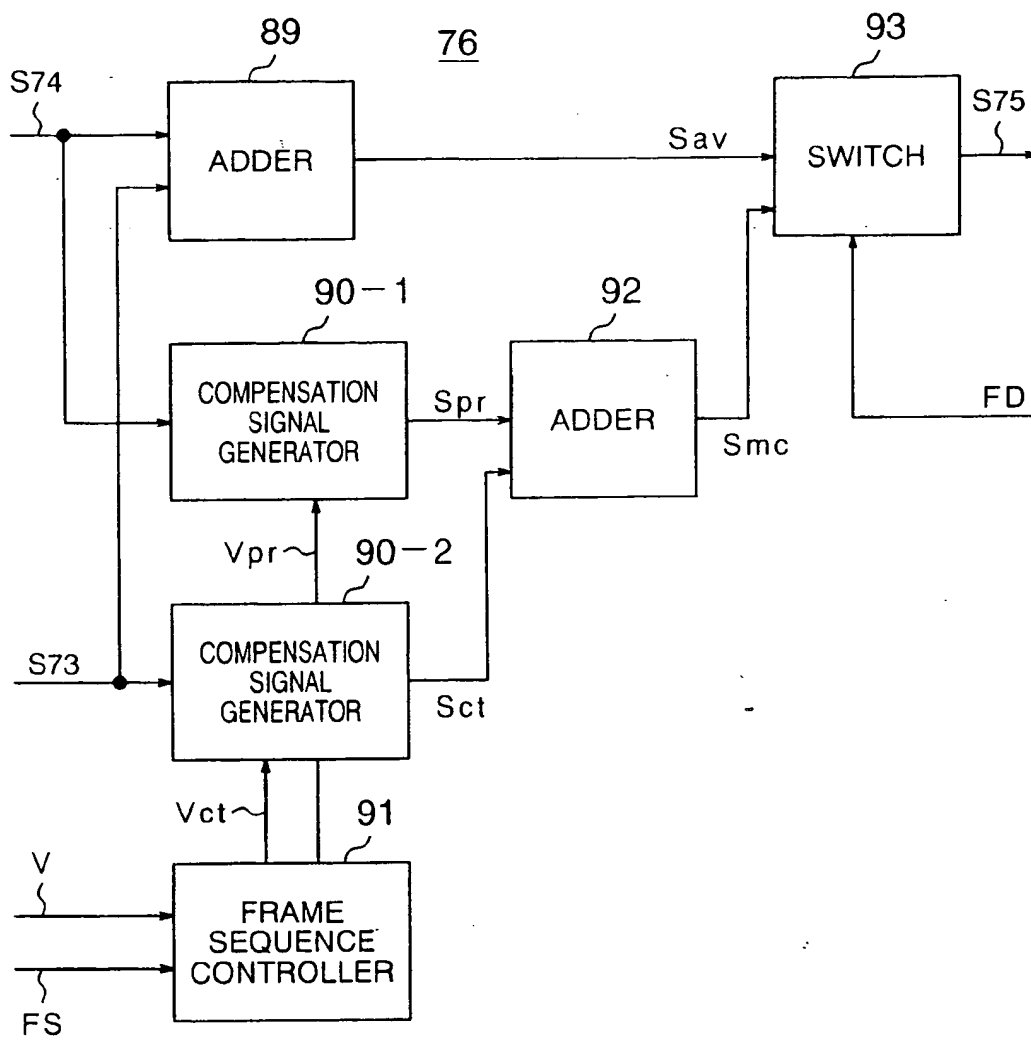 76
89
93
S74
S75
ADDER
Sav
SWITCH
90-1
92
COMPENSATION
SIGNAL
GENERATOR
Spr
ADDER
Smc
FD
Vpr
90-2
S73
COMPENSATION
SIGNAL
GENERATOR
Sct
Vct
91
V
FRAME
SEQUENCE
CONTROLLER
FS